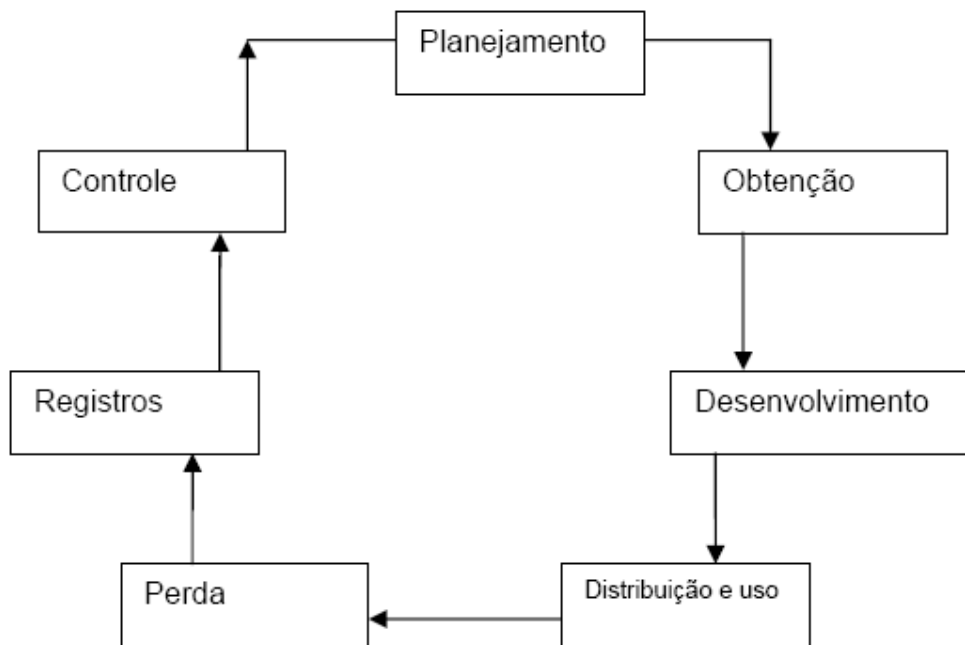 Planejamento
Obtenção
Desenvolvimento
Distribuição e uso
Perda
Registros
Controle